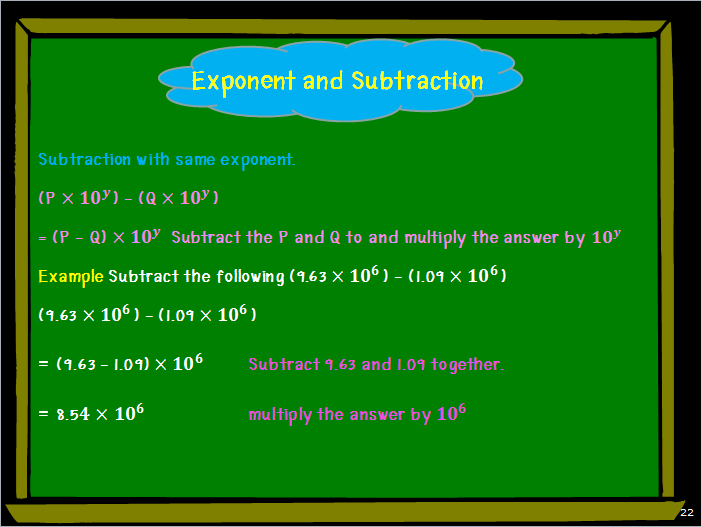 Exponent and Subtraction
Subtraction with same exponent.
(P × 10^y) – (Q × 10^y)
= (P – Q) × 10^y Subtract the P and Q to and multiply the answer by 10^y
Example Subtract the following (9.63 × 10^6) – (1.09 × 10^6)
(9.63 × 10^6) – (1.09 × 10^6)
= (9.63 – 1.09) × 10^6 Subtract 9.63 and 1.09 together.
= 8.54 × 10^6 multiply the answer by 10^6
22